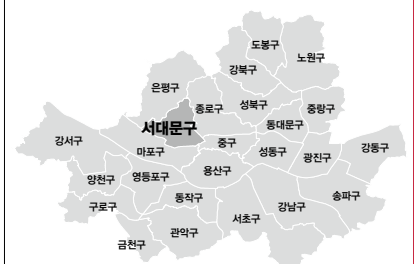 도봉구
노원구
강북구
은평구
종로구
성북구
중랑구
서대문구
동대문구
강서구
마포구
중구
성동구
광진구
강동구
양천구
영등포구
용산구
구로구
동작구
서초구
강남구
송파구
금천구
관악구